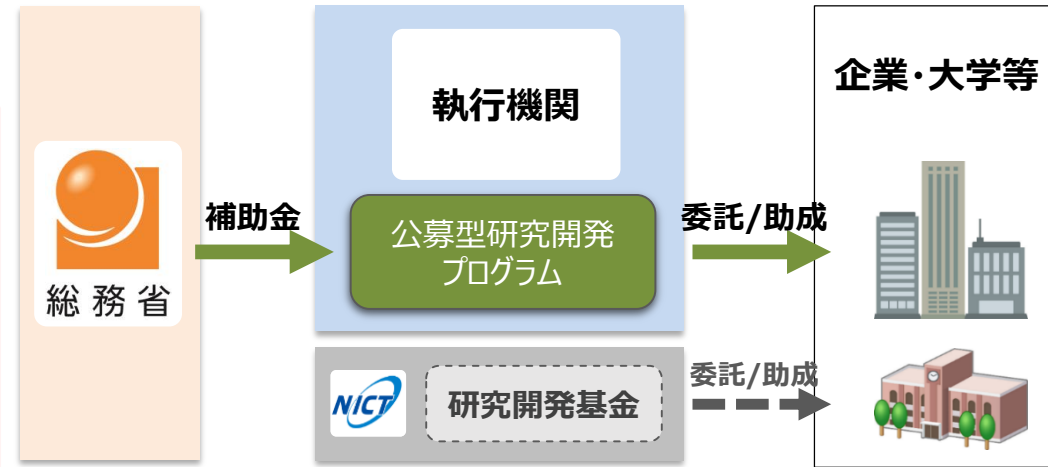 総務省
補助金
執行機関
公募型研究開発
プログラム
委託/助成
企業・大学等
NICT
研究開発基金
委託/助成